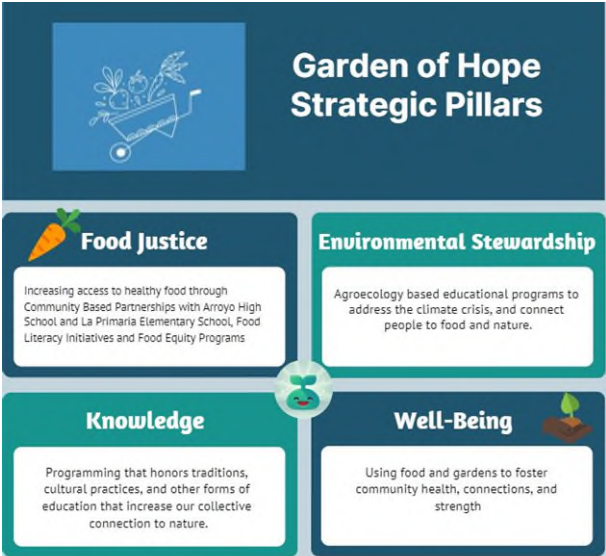 Garden of Hope
Strategic Pillars
Food Justice
Increasing access to healthy food through
Community Based Partnerships with Arroyo High
School and La Primaria Elementary School, Food
Literacy Initiatives and Food Equity Programs
Environmental Stewardship
Agroecology based educational programs to
address the climate crisis, and connect
people to food and nature.
Knowledge
Programming that honors traditions,
cultural practices, and other forms of
education that increase our collective
connection to nature.
Well-Being
Using food and gardens to foster
community health, connections, and
strength